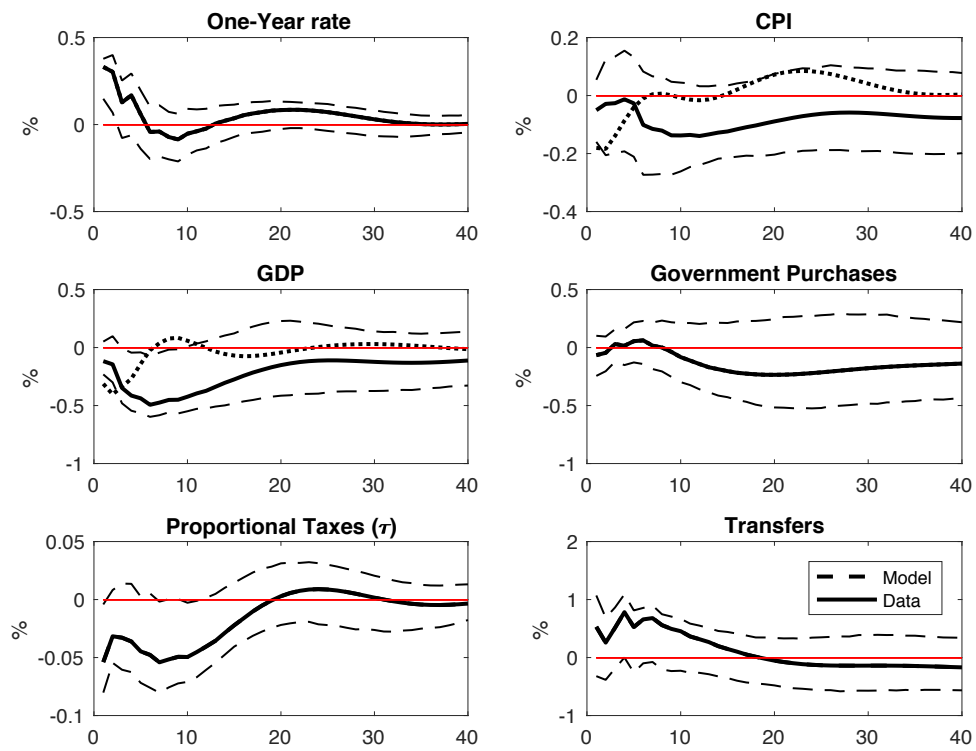 One-Year rate
0.5
0
-0.5
%
0 10 20 30 40
CPI
0.2
0
-0.2
-0.4
%
0 10 20 30 40
GDP
0.5
0
-0.5
-1
%
0 10 20 30 40
Government Purchases
0.5
0
-0.5
-1
%
0 10 20 30 40
Proportional Taxes (τ)
0.05
0
-0.05
-0.1
%
0 10 20 30 40
Transfers
2
1
0
-1
%
0 10 20 30 40
Model
Data